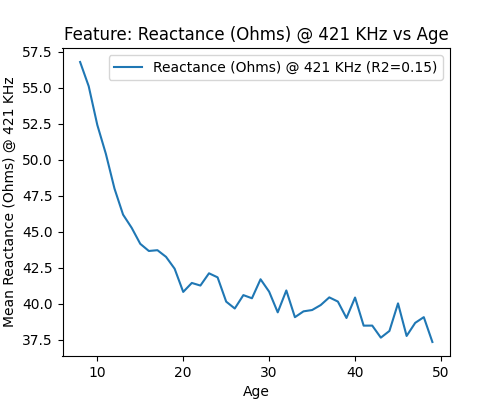 Feature: Reactance (Ohms) @ 421 KHz vs Age
Reactance (Ohms) @ 421 KHz (R2=0.15)
Mean Reactance (Ohms) @ 421 KHz
57.5
55.0
52.5
50.0
47.5
45.0
42.5
40.0
37.5
10 20 30 40 50
Age